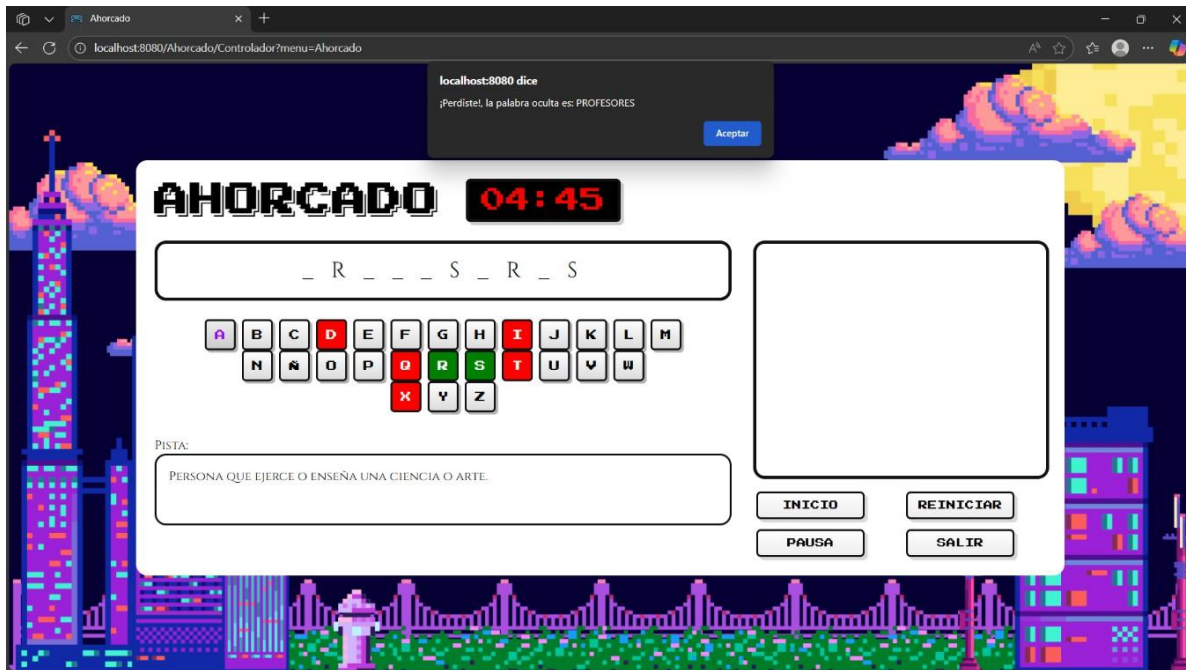 Ahorcado
localhost:8080/Ahorcado/Controlador?menu=Ahorcado
localhost:8080 dice
¡Perdiste!, la palabra oculta es: PROFESORES
Aceptar
AHORCADO 04:45
_ R _ _ _ S _ R _ S
A B C D E F G H I J K L M
N Ñ O P Q R S T U V W
X Y Z
Pista:
Persona que ejerce o enseña una ciencia o arte.
INICIO REINICIAR
PAUSA SALIR